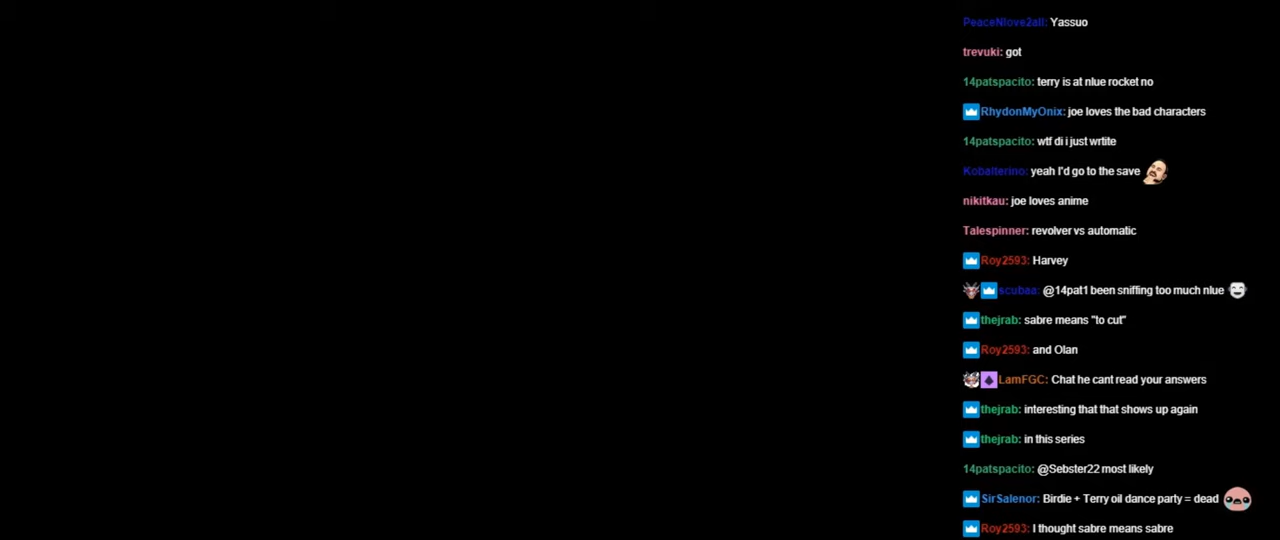 PeaceNlove2all: Yassuo
trevuki: got
14patspacito: terry is at nlue rocket no
RhydonMyOnix: joe loves the bad characters
14patspacito: wtf di i just wrtite
Kobalterino: yeah I'd go to the save
nikitkau: joe loves anime
Talespinner: revolver vs automatic
Roy2593: Harvey
scubaa: @14pat1 been sniffing too much nlue
thejrab: sabre means "to cut"
Roy2593: and Olan
LamFGC: Chat he cant read your answers
thejrab: interesting that that shows up again
thejrab: in this series
14patspacito: @Sebster22 most likely
SirSalenor: Birdie + Terry oil dance party = dead
Roy2593: I thought sabre means sabre